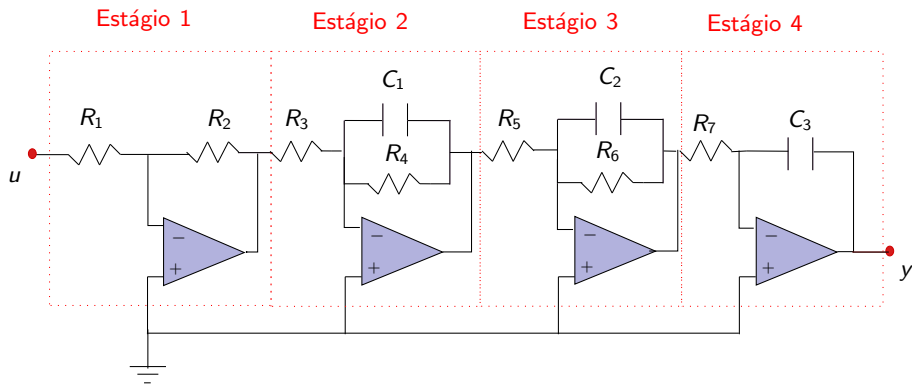 Estágio 1
Estágio 2
Estágio 3
Estágio 4
R1
R2
R3
C1
R4
R5
C2
R6
R7
C3
u
y
−
+
−
+
−
+
−
+